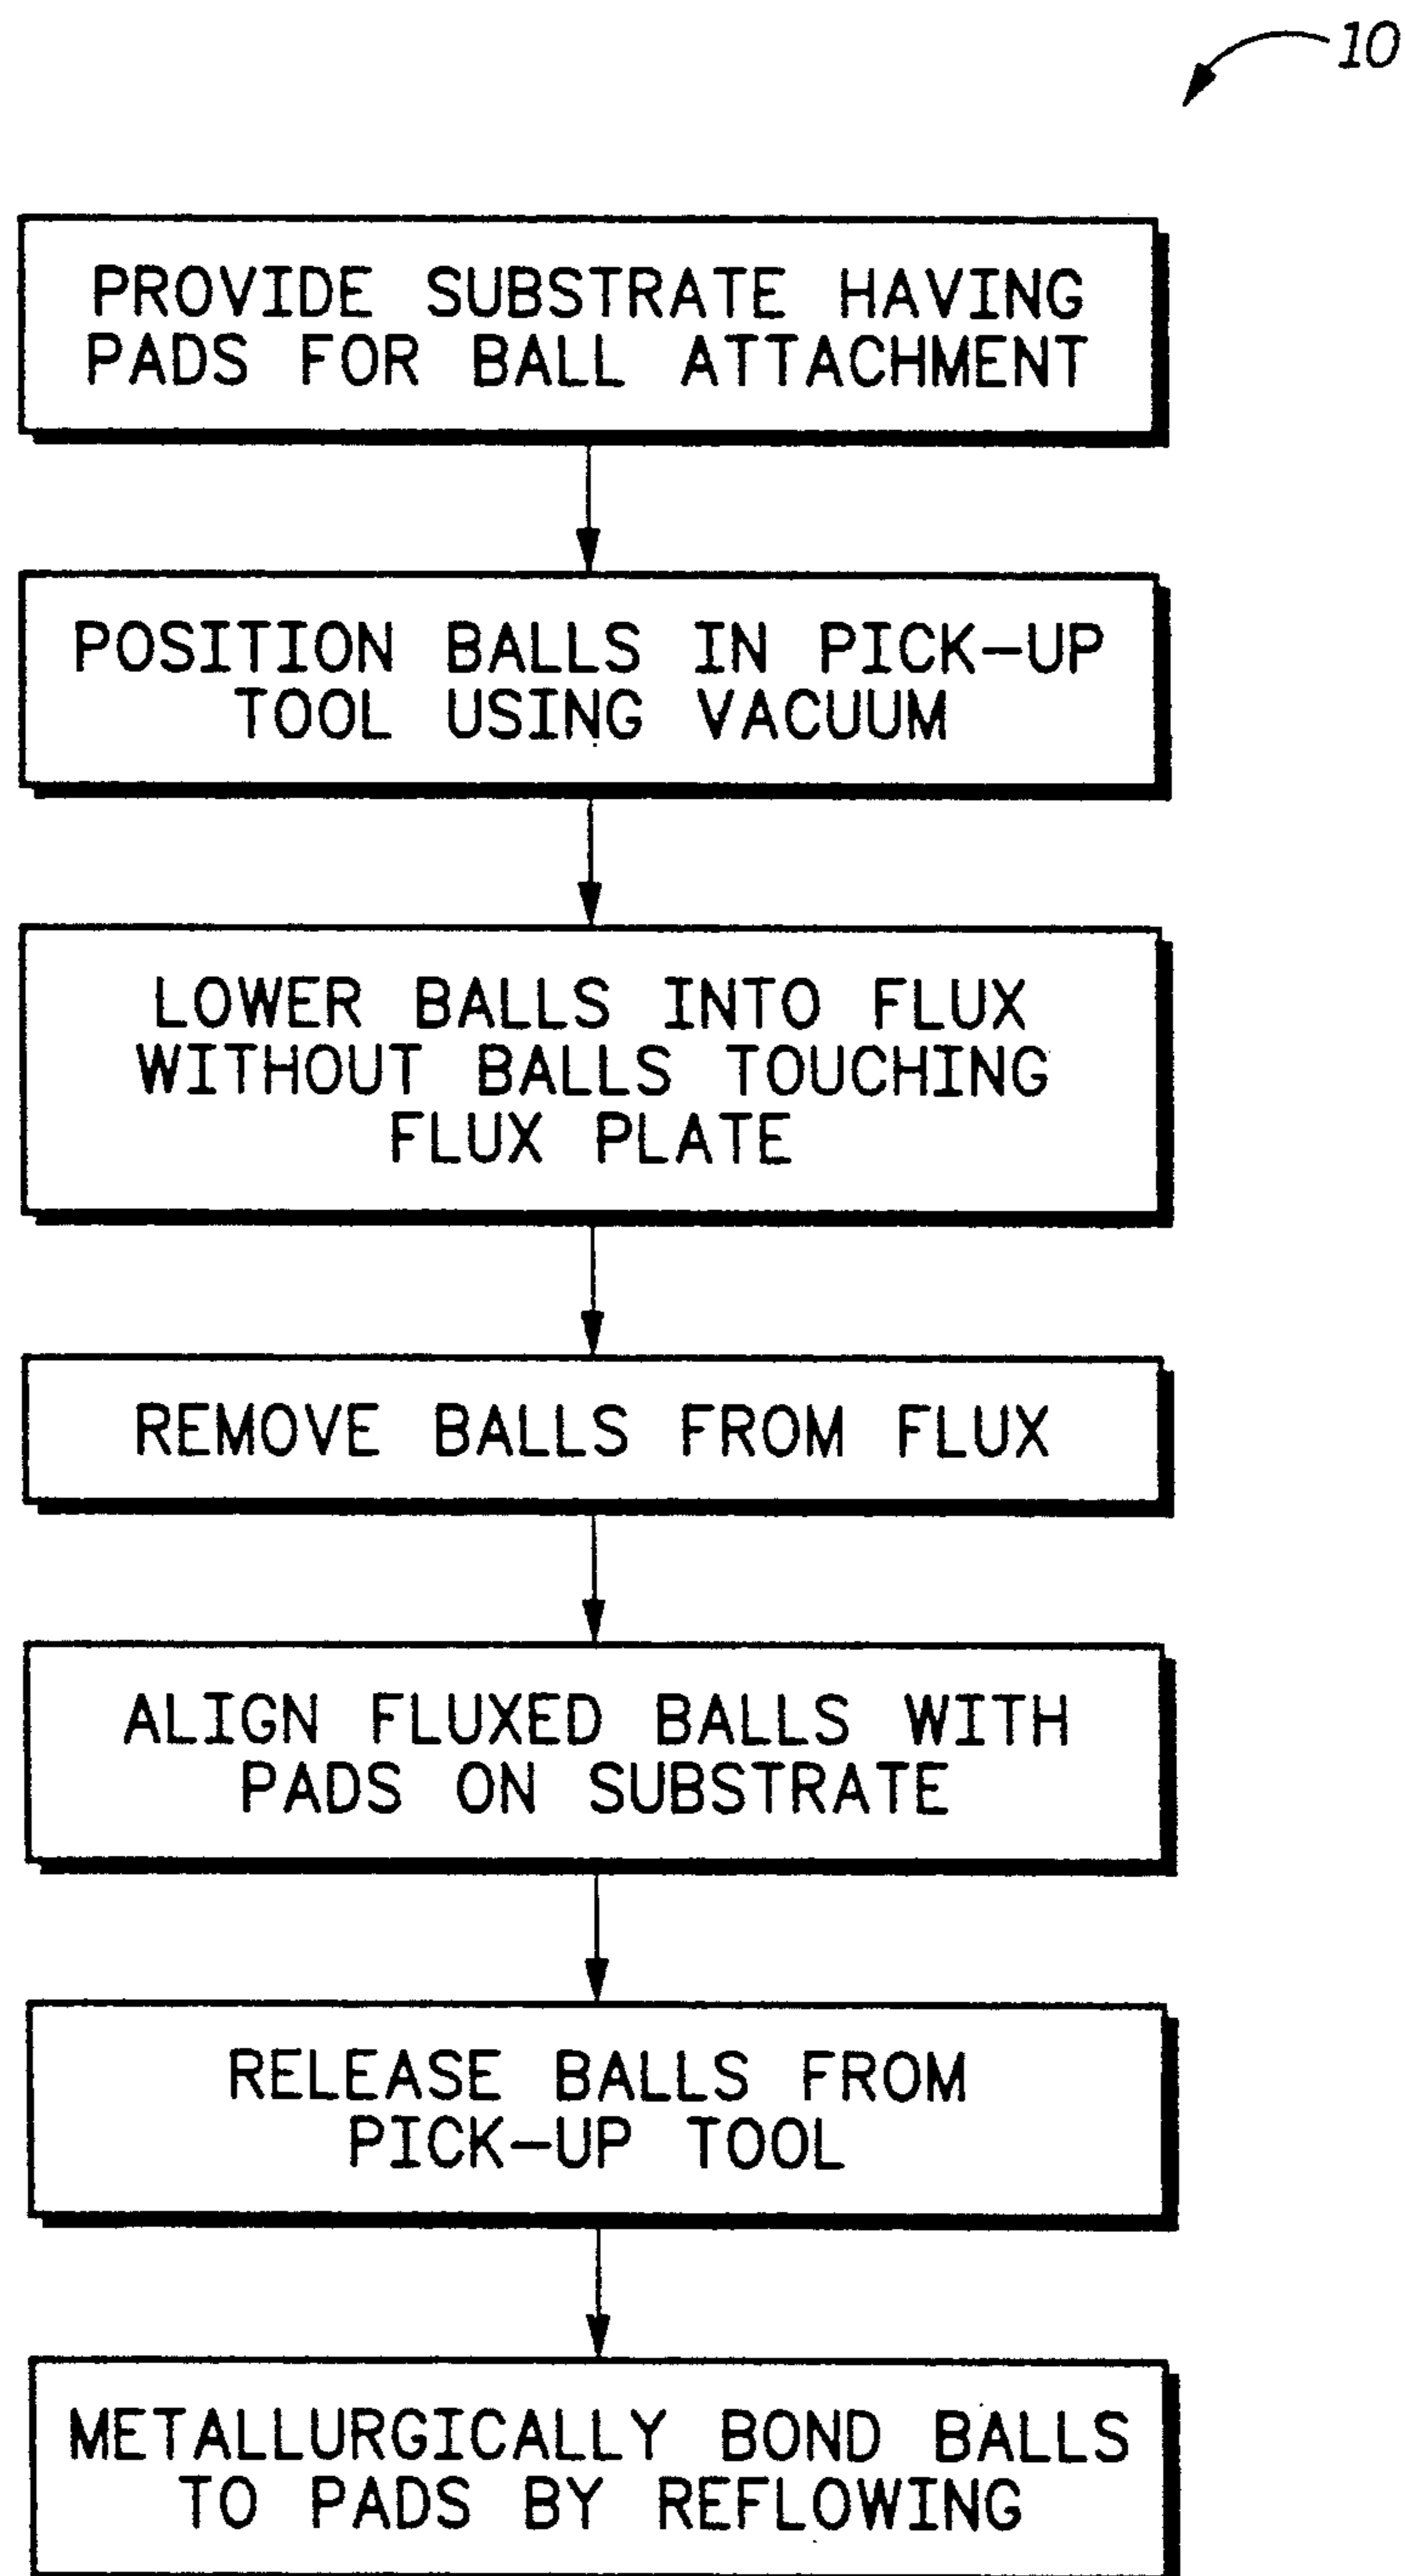 10
PROVIDE SUBSTRATE HAVING
PADS FOR BALL ATTACHMENT
POSITION BALLS IN PICK-UP
TOOL USING VACUUM
LOWER BALLS INTO FLUX
WITHOUT BALLS TOUCHING
FLUX PLATE
REMOVE BALLS FROM FLUX
ALIGN FLUXED BALLS WITH
PADS ON SUBSTRATE
RELEASE BALLS FROM
PICK-UP TOOL
METALLURGICALLY BOND BALLS
TO PADS BY REFLOWING